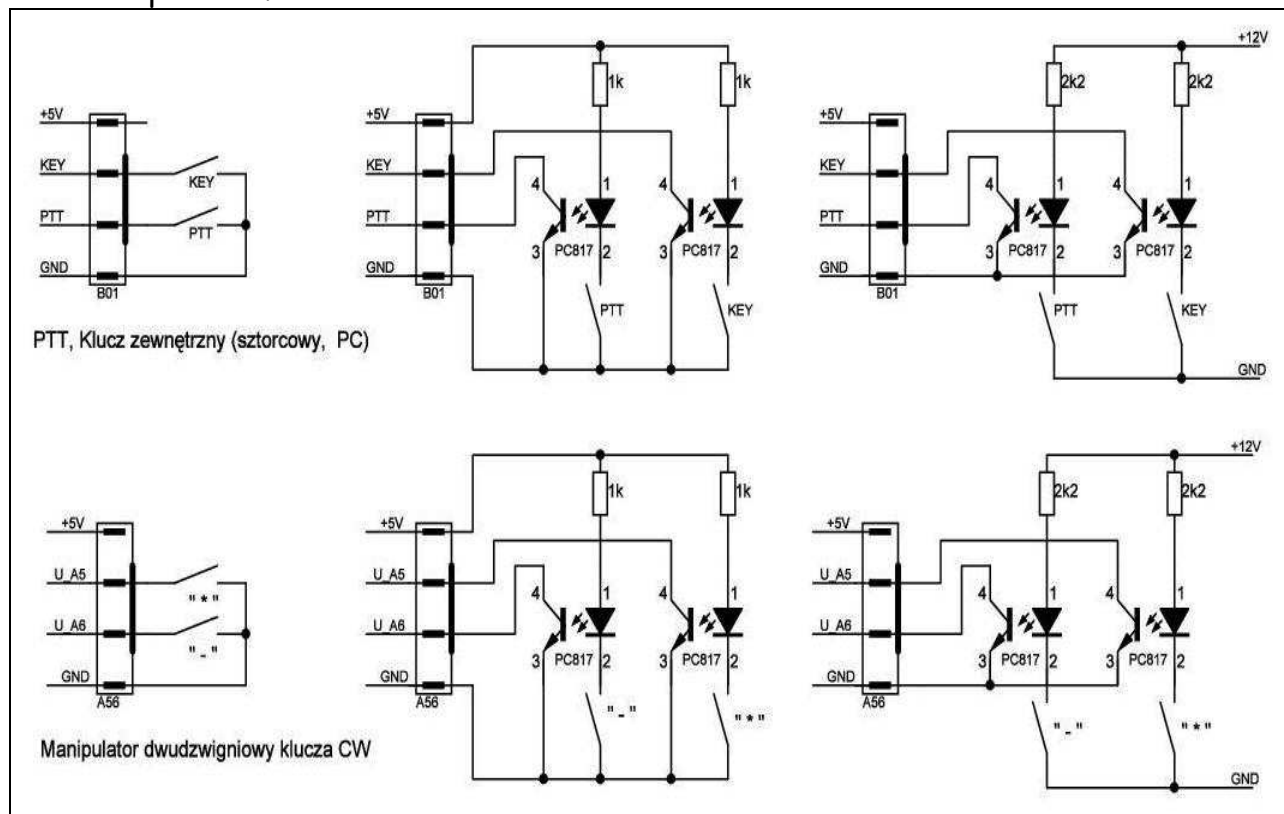 +5V
KEY
PTT
GND
B01
KEY
PTT
PTT, Klucz zewnętrzny (sztorcowy, PC)
+5V
KEY
PTT
GND
B01
1k
1k
4
1
3
2
PC817
4
1
3
2
PC817
PTT
KEY
+12V
2k2
2k2
+5V
KEY
PTT
GND
B01
4
1
3
2
PC817
4
1
3
2
PC817
PTT
KEY
GND
+5V
U_A5
U_A6
GND
A56
" * "
" - "
Manipulator dwudzwigniowy klucza CW
+5V
U_A5
U_A6
GND
A56
1k
1k
4
1
3
2
PC817
4
1
3
2
PC817
" - "
" * "
+12V
2k2
2k2
+5V
U_A5
U_A6
GND
A56
4
1
3
2
PC817
4
1
3
2
PC817
" - "
" * "
GND